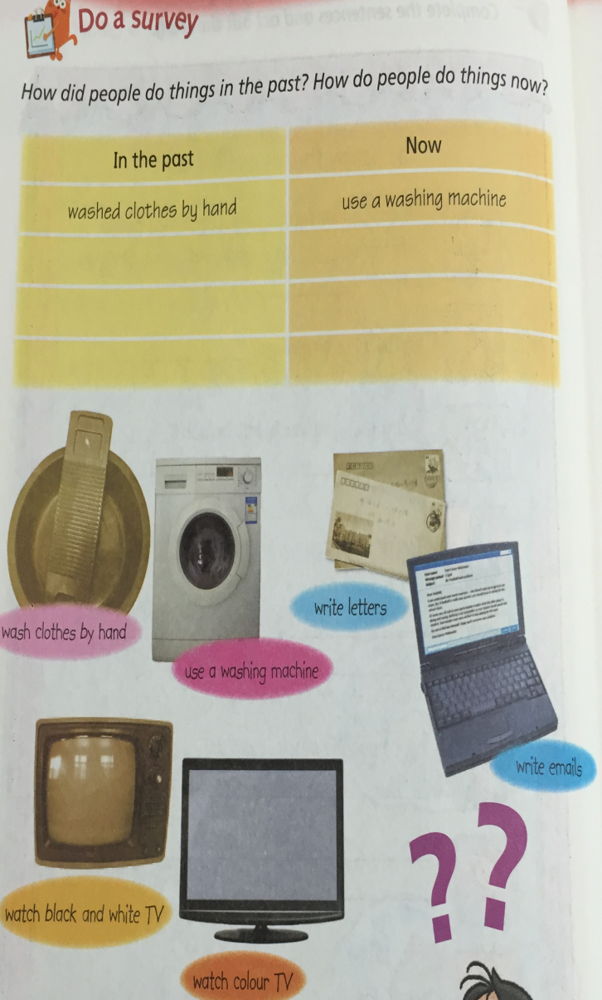 Do a survey
How did people do things in the past? How do people do things now?
In the past
Now
washed clothes by hand
use a washing machine
wash clothes by hand
use a washing machine
write letters
write emails
watch black and white TV
watch colour TV
? ?